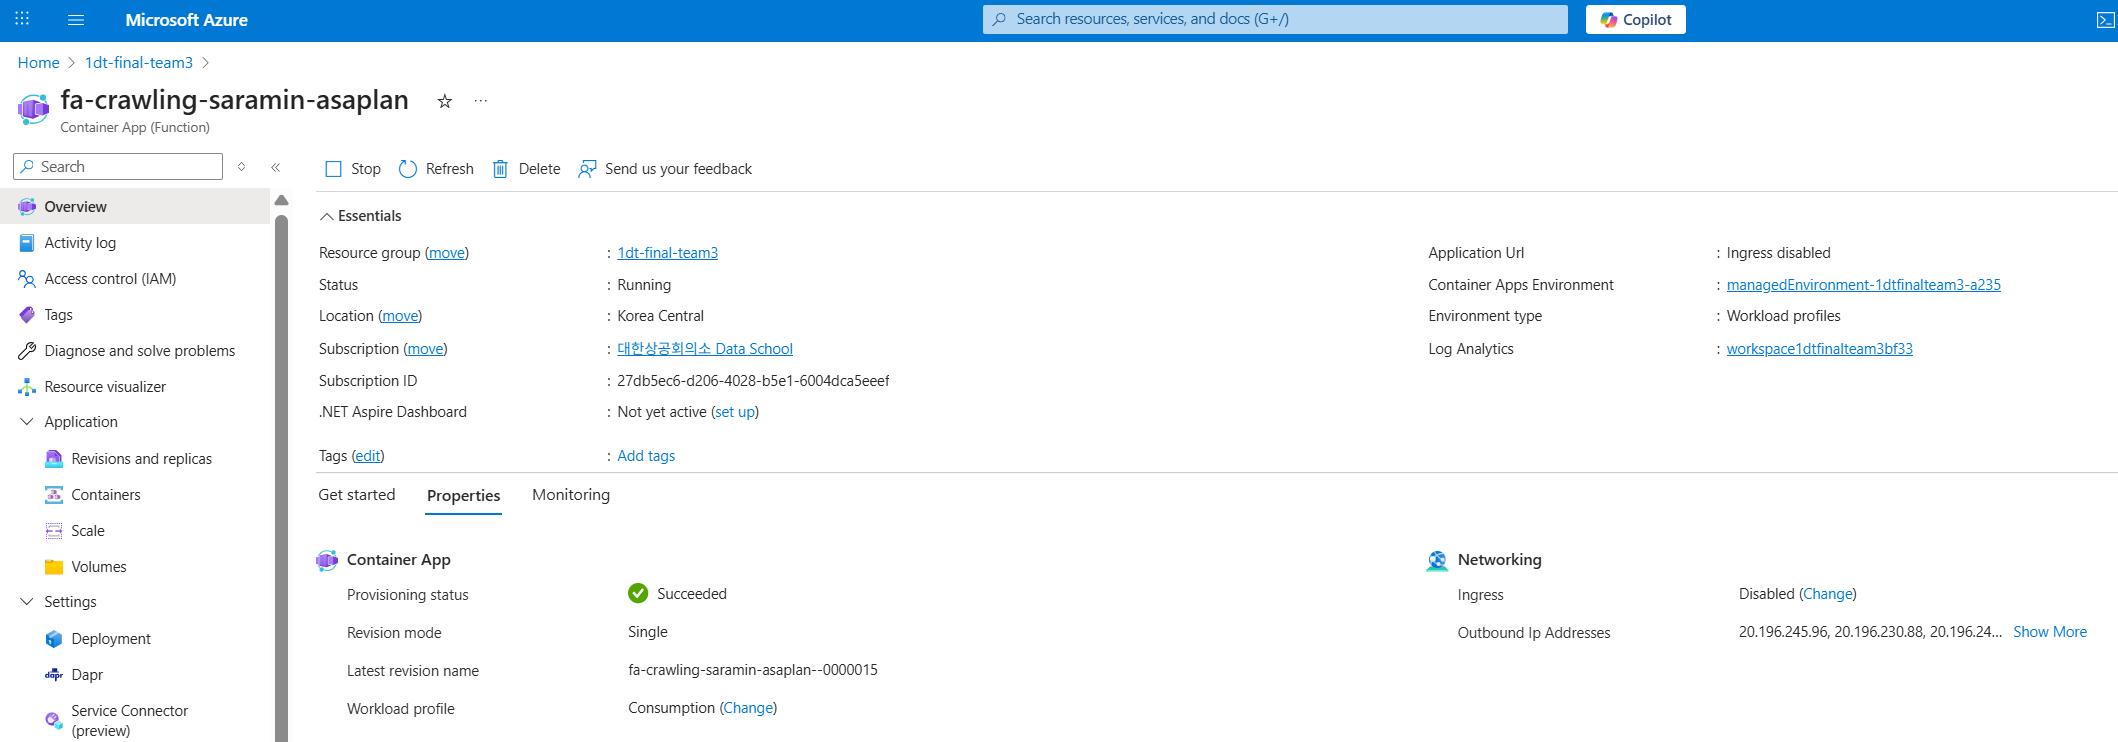 Microsoft Azure
Search resources, services, and docs (G+/)
Copilot
Home > 1dt-final-team3 >
fa-crawling-saramin-asaplan
Container App (Function)
Search
Overview
Activity log
Access control (IAM)
Tags
Diagnose and solve problems
Resource visualizer
Application
Revisions and replicas
Containers
Scale
Volumes
Settings
Deployment
Dapr
Service Connector
(preview)
Stop Refresh Delete Send us your feedback
Essentials
Resource group (move) : 1dt-final-team3
Status : Running
Location (move) : Korea Central
Subscription (move) : 대한상공회의소 Data School
Subscription ID : 27db5ec6-d206-4028-b5e1-6004dca5eeef
.NET Aspire Dashboard : Not yet active (set up)
Tags (edit) : Add tags
Application Url : Ingress disabled
Container Apps Environment : managedEnvironment-1dtfinalteam3-a235
Environment type : Workload profiles
Log Analytics : workspace1dtfinalteam3bf33
Get started Properties Monitoring
Container App
Provisioning status Succeeded
Revision mode Single
Latest revision name fa-crawling-saramin-asaplan--0000015
Workload profile Consumption (Change)
Networking
Ingress Disabled (Change)
Outbound Ip Addresses 20.196.245.96, 20.196.230.88, 20.196.24... Show More